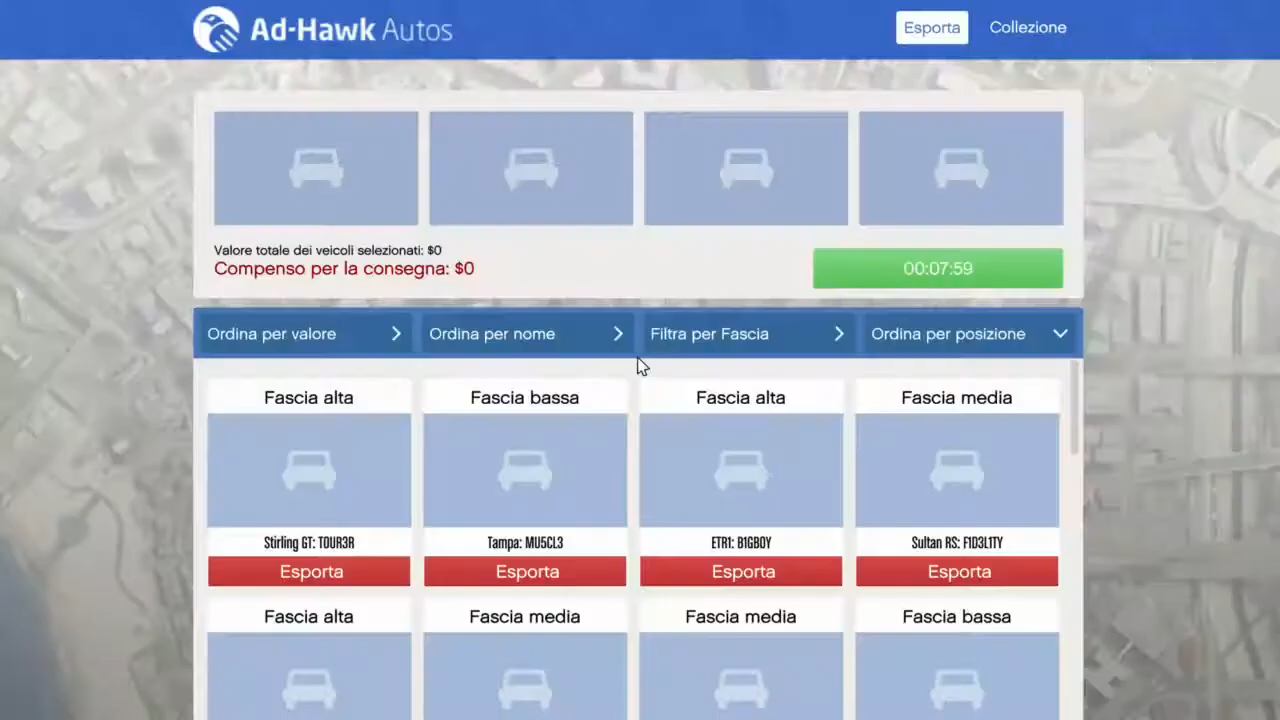 Ad-Hawk Autos
Esporta
Collezione
Valore totale dei veicoli selezionati: $0
Compenso per la consegna: $0
00:07:59
Ordina per valore
Ordina per nome
Filtra per Fascia
Ordina per posizione
Fascia alta
Fascia bassa
Fascia alta
Fascia media
Stirling GT: TOUR3R
Tampa: MU5CL3
ETR1: B1GBOY
Sultan RS: F1D3L1TY
Esporta
Esporta
Esporta
Esporta
Fascia alta
Fascia media
Fascia media
Fascia bassa